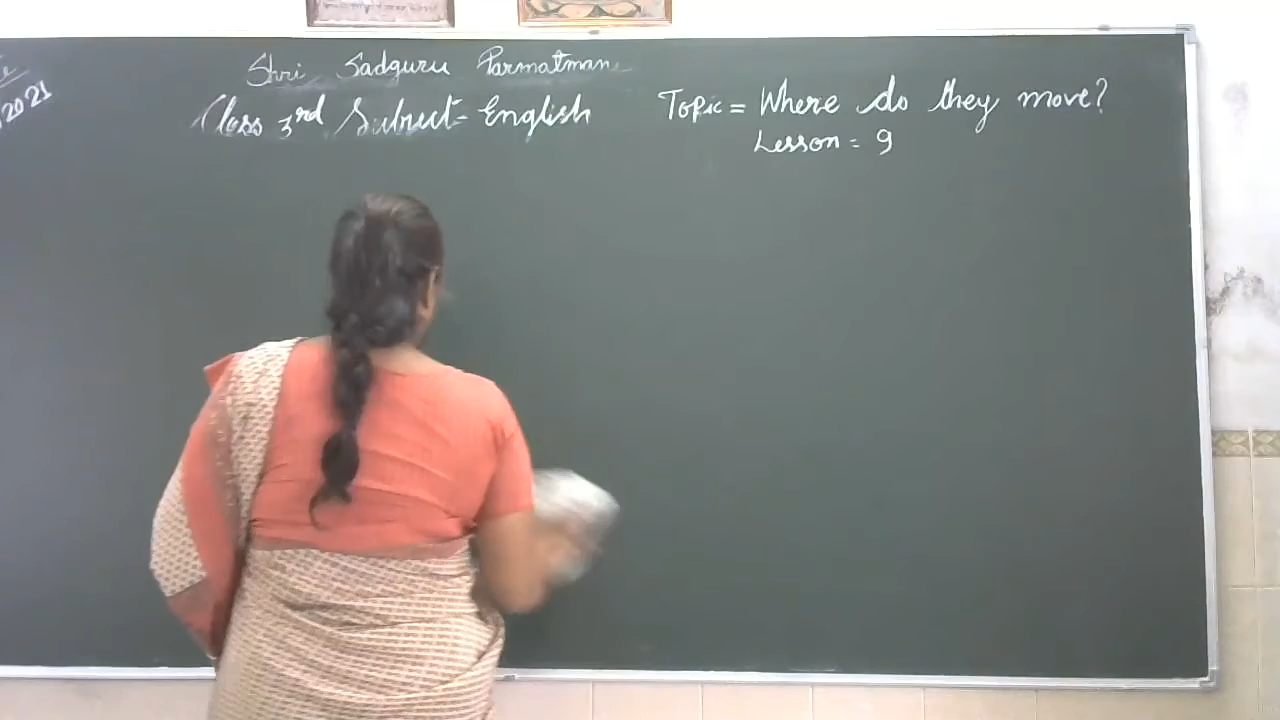 2021
Shri Sadguru Parmatman
Class 3rd Subject- English
Topic = Where do they move?
Lesson = 9